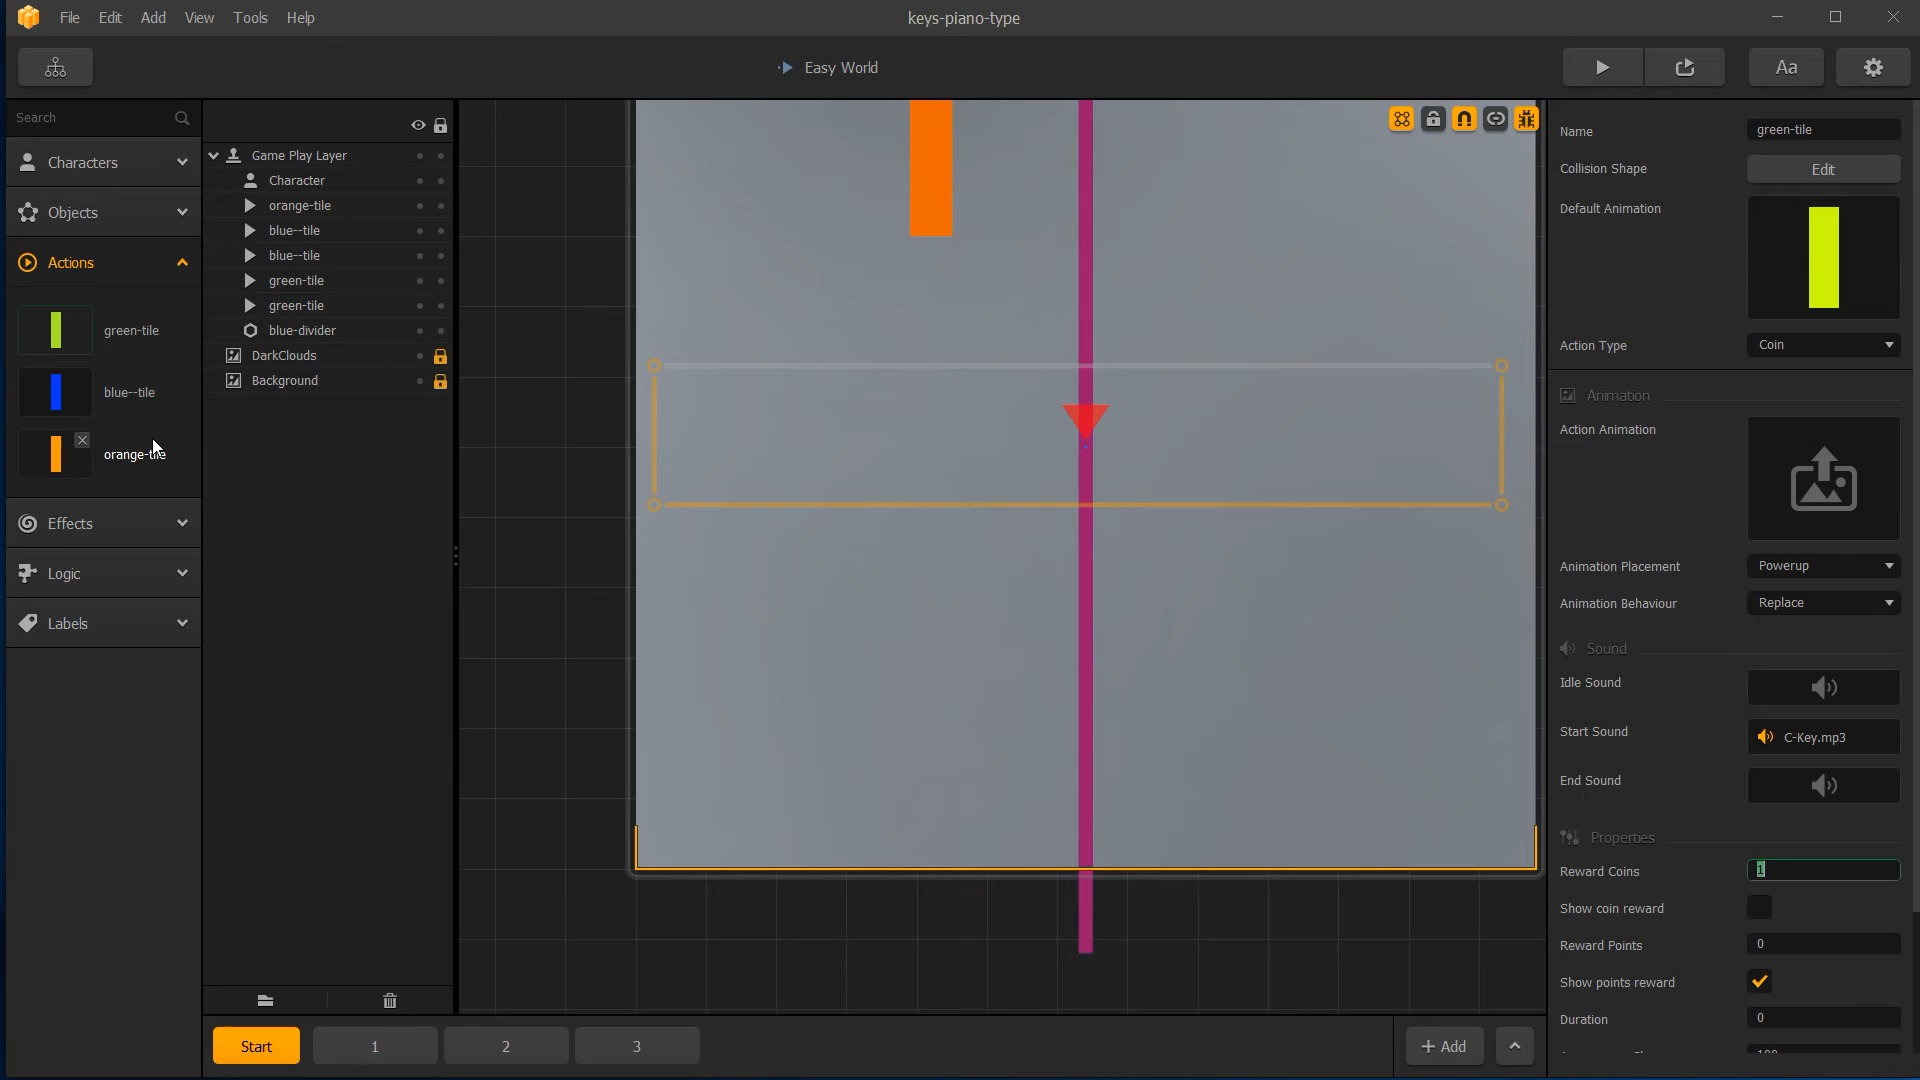 File Edit Add View Tools Help
keys-piano-type
Easy World
Aa
Search
Characters
Objects
Actions
green-tile
blue--tile
orange-tile
Effects
Logic
Labels
Game Play Layer
Character
orange-tile
blue--tile
blue--tile
green-tile
green-tile
blue-divider
DarkClouds
Background
Start 1 2 3
Add
Name green-tile
Collision Shape Edit
Default Animation
Action Type Coin
Animation
Action Animation
Animation Placement Powerup
Animation Behaviour Replace
Sound
Idle Sound
Start Sound C-Key.mp3
End Sound
Properties
Reward Coins 1
Show coin reward
Reward Points 0
Show points reward
Duration 0